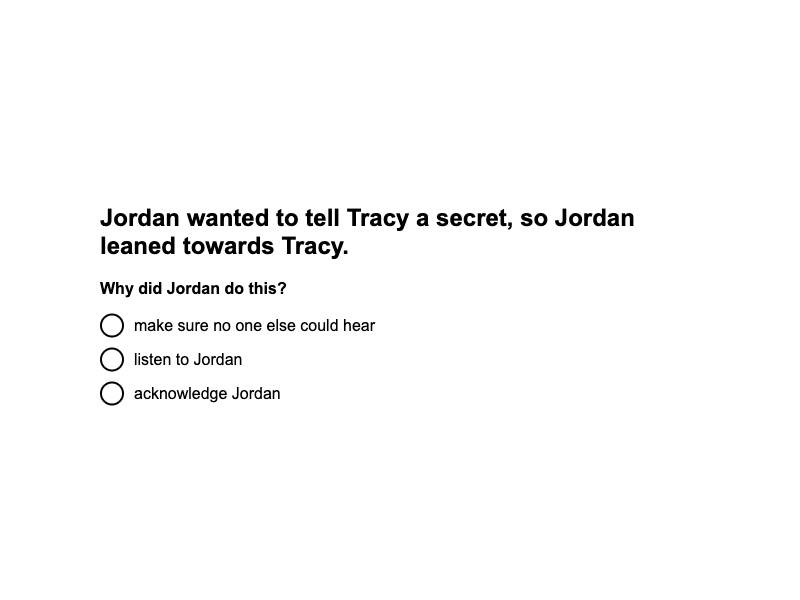 Jordan wanted to tell Tracy a secret, so Jordan
leaned towards Tracy.
Why did Jordan do this?
make sure no one else could hear
listen to Jordan
acknowledge Jordan